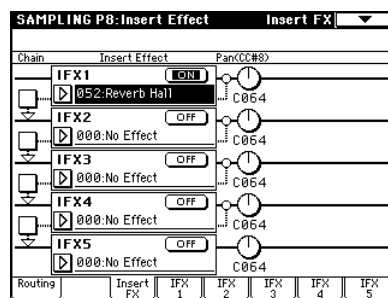 SAMPLING P8:Insert Effect Insert FX
Chain Insert Effect Pan(CC#8)
IFX1 ON
052:Reverb Hall
C064
IFX2 OFF
000:No Effect
C064
IFX3 OFF
000:No Effect
C064
IFX4 OFF
000:No Effect
C064
IFX5 OFF
000:No Effect
C064
Routing Insert FX IFX 1 IFX 2 IFX 3 IFX 4 IFX 5